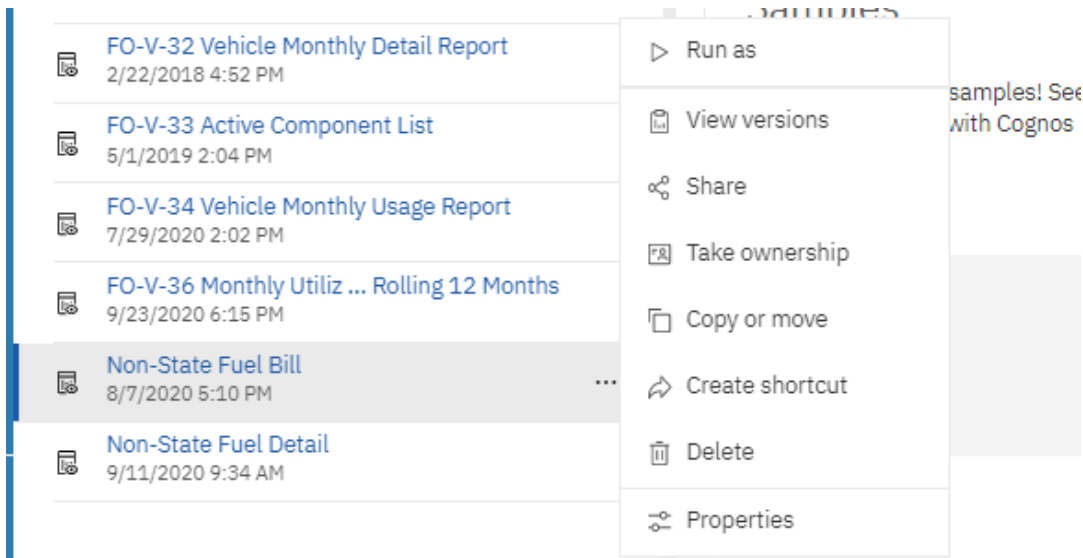 Samples
FO-V-32 Vehicle Monthly Detail Report
2/22/2018 4:52 PM
FO-V-33 Active Component List
5/1/2019 2:04 PM
FO-V-34 Vehicle Monthly Usage Report
7/29/2020 2:02 PM
FO-V-36 Monthly Utiliz ... Rolling 12 Months
9/23/2020 6:15 PM
Non-State Fuel Bill
8/7/2020 5:10 PM
...
Non-State Fuel Detail
9/11/2020 9:34 AM
Run as
View versions
Share
Take ownership
Copy or move
Create shortcut
Delete
Properties
samples! See
with Cognos